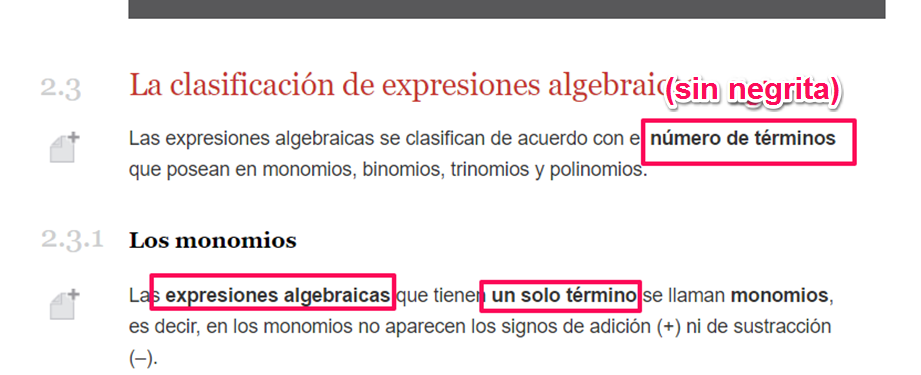 2.3 La clasificación de expresiones algebraicas
(sin negrita)
Las expresiones algebraicas se clasifican de acuerdo con el número de términos
que posean en monomios, binomios, trinomios y polinomios.
2.3.1 Los monomios
Las expresiones algebraicas que tienen un solo término se llaman monomios,
es decir, en los monomios no aparecen los signos de adición (+) ni de sustracción
(–).